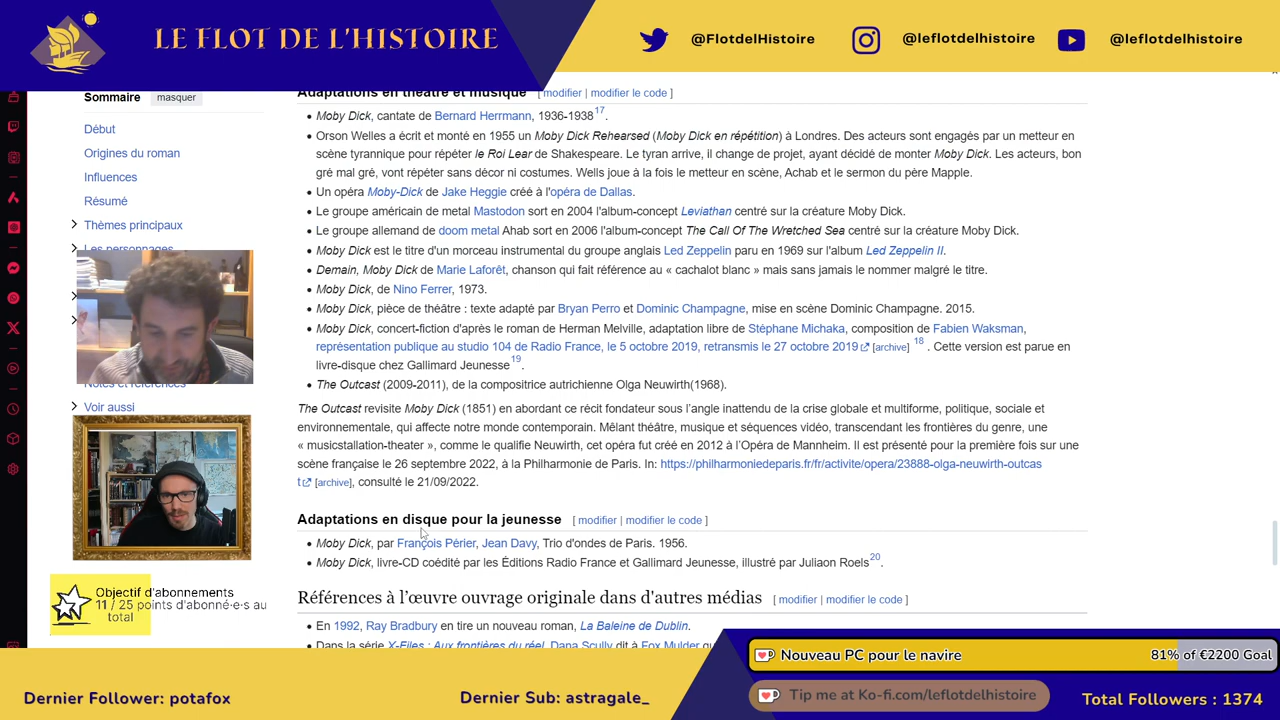 LE FLOT DE L'HISTOIRE
@FlotdelHistoire
@leflotdelhistoire
@leflotdelhistoire
Sommaire masquer
Début
Origines du roman
Influences
Résumé
Thèmes principaux
Les personnages
Notes et références
Voir aussi
Adaptations en théâtre et musique [ modifier | modifier le code ]
• Moby Dick, cantate de Bernard Herrmann, 1936-1938 17.
• Orson Welles a écrit et monté en 1955 un Moby Dick Rehearsed (Moby Dick en répétition) à Londres. Des acteurs sont engagés par un metteur en
scène tyrannique pour répéter le Roi Lear de Shakespeare. Le tyran arrive, il change de projet, ayant décidé de monter Moby Dick. Les acteurs, bon
gré mal gré, vont répéter sans décor ni costumes. Wells joue à la fois le metteur en scène, Achab et le sermon du père Mapple.
• Un opéra Moby-Dick de Jake Heggie créé à l'opéra de Dallas.
• Le groupe américain de metal Mastodon sort en 2004 l'album-concept Leviathan centré sur la créature Moby Dick.
• Le groupe allemand de doom metal Ahab sort en 2006 l'album-concept The Call Of The Wretched Sea centré sur la créature Moby Dick.
• Moby Dick est le titre d'un morceau instrumental du groupe anglais Led Zeppelin paru en 1969 sur l'album Led Zeppelin II.
• Demain, Moby Dick de Marie Laforêt, chanson qui fait référence au « cachalot blanc » mais sans jamais le nommer malgré le titre.
• Moby Dick, de Nino Ferrer, 1973.
• Moby Dick, pièce de théâtre : texte adapté par Bryan Perro et Dominic Champagne, mise en scène Dominic Champagne. 2015.
• Moby Dick, concert-fiction d'après le roman de Herman Melville, adaptation libre de Stéphane Michaka, composition de Fabien Waksman,
représentation publique au studio 104 de Radio France, le 5 octobre 2019, retransmis le 27 octobre 2019 [archive] 18 . Cette version est parue en
livre-disque chez Gallimard Jeunesse 19.
• The Outcast (2009-2011), de la compositrice autrichienne Olga Neuwirth(1968).
The Outcast revisite Moby Dick (1851) en abordant ce récit fondateur sous l'angle inattendu de la crise globale et multiforme, politique, sociale et
environnementale, qui affecte notre monde contemporain. Mêlant théâtre, musique et séquences vidéo, transcendant les frontières du genre, une
« musicstallation-theater », comme le qualifie Neuwirth, cet opéra fut créé en 2012 à l'Opéra de Mannheim. Il est présenté pour la première fois sur une
scène française le 26 septembre 2022, à la Philharmonie de Paris. In: https://philharmoniedeparis.fr/fr/activite/opera/23888-olga-neuwirth-outcas
t [archive], consulté le 21/09/2022.
Adaptations en disque pour la jeunesse [ modifier | modifier le code ]
• Moby Dick, par François Périer, Jean Davy, Trio d'ondes de Paris. 1956.
• Moby Dick, livre-CD coédité par les Éditions Radio France et Gallimard Jeunesse, illustré par Juliaon Roels 20.
Références à l'œuvre ouvrage originale dans d'autres médias [ modifier | modifier le code ]
• En 1992, Ray Bradbury en tire un nouveau roman, La Baleine de Dublin.
• Dans la série X-Files : Aux frontières du réel, Dana Scully dit à Fox Mulder
Objectif d'abonnements
11 / 25 points d'abonné·e·s au
total
Nouveau PC pour le navire 81% of €2200 Goal
Tip me at Ko-fi.com/leflotdelhistoire
Dernier Follower: potafox
Dernier Sub: astragale_
Total Followers : 1374